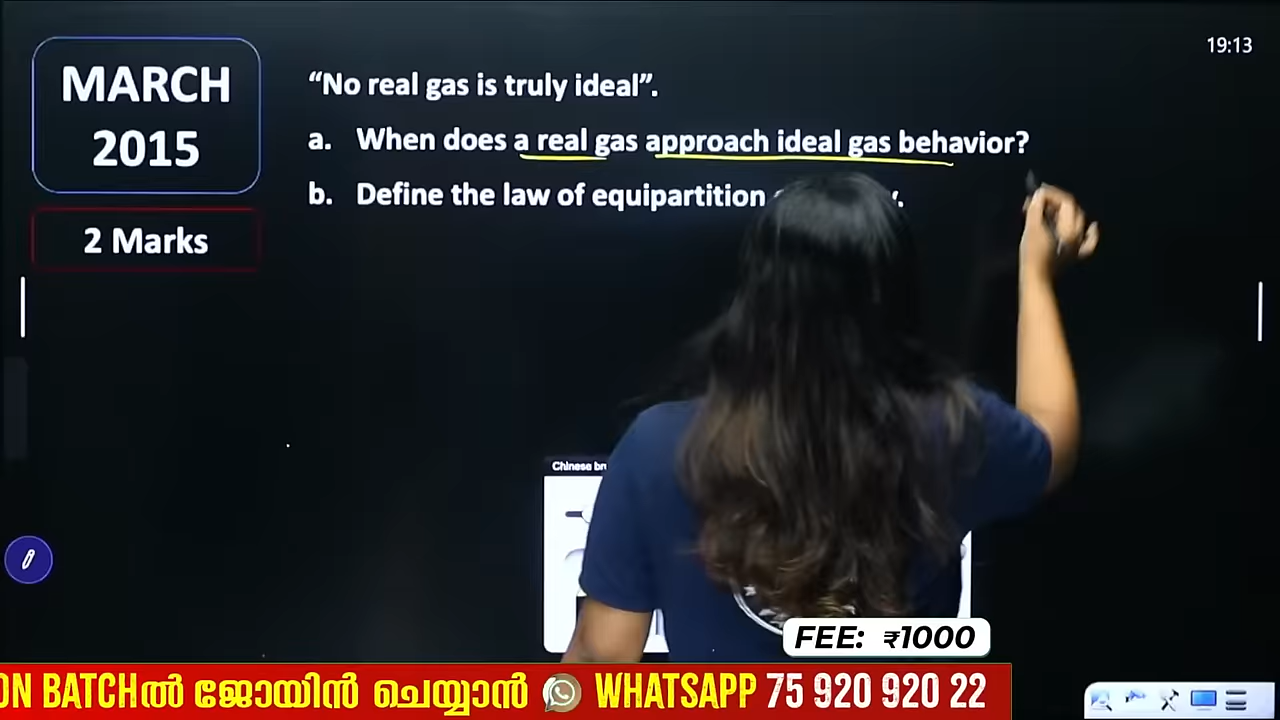 19:13
MARCH
2015
2 Marks
“No real gas is truly ideal”.
a. When does a real gas approach ideal gas behavior?
b. Define the law of equipartition
Chinese
FEE: ₹1000
ON BATCHൽ ജോയിൻ ചെയ്യാൻ WHATSAPP 75 920 920 22